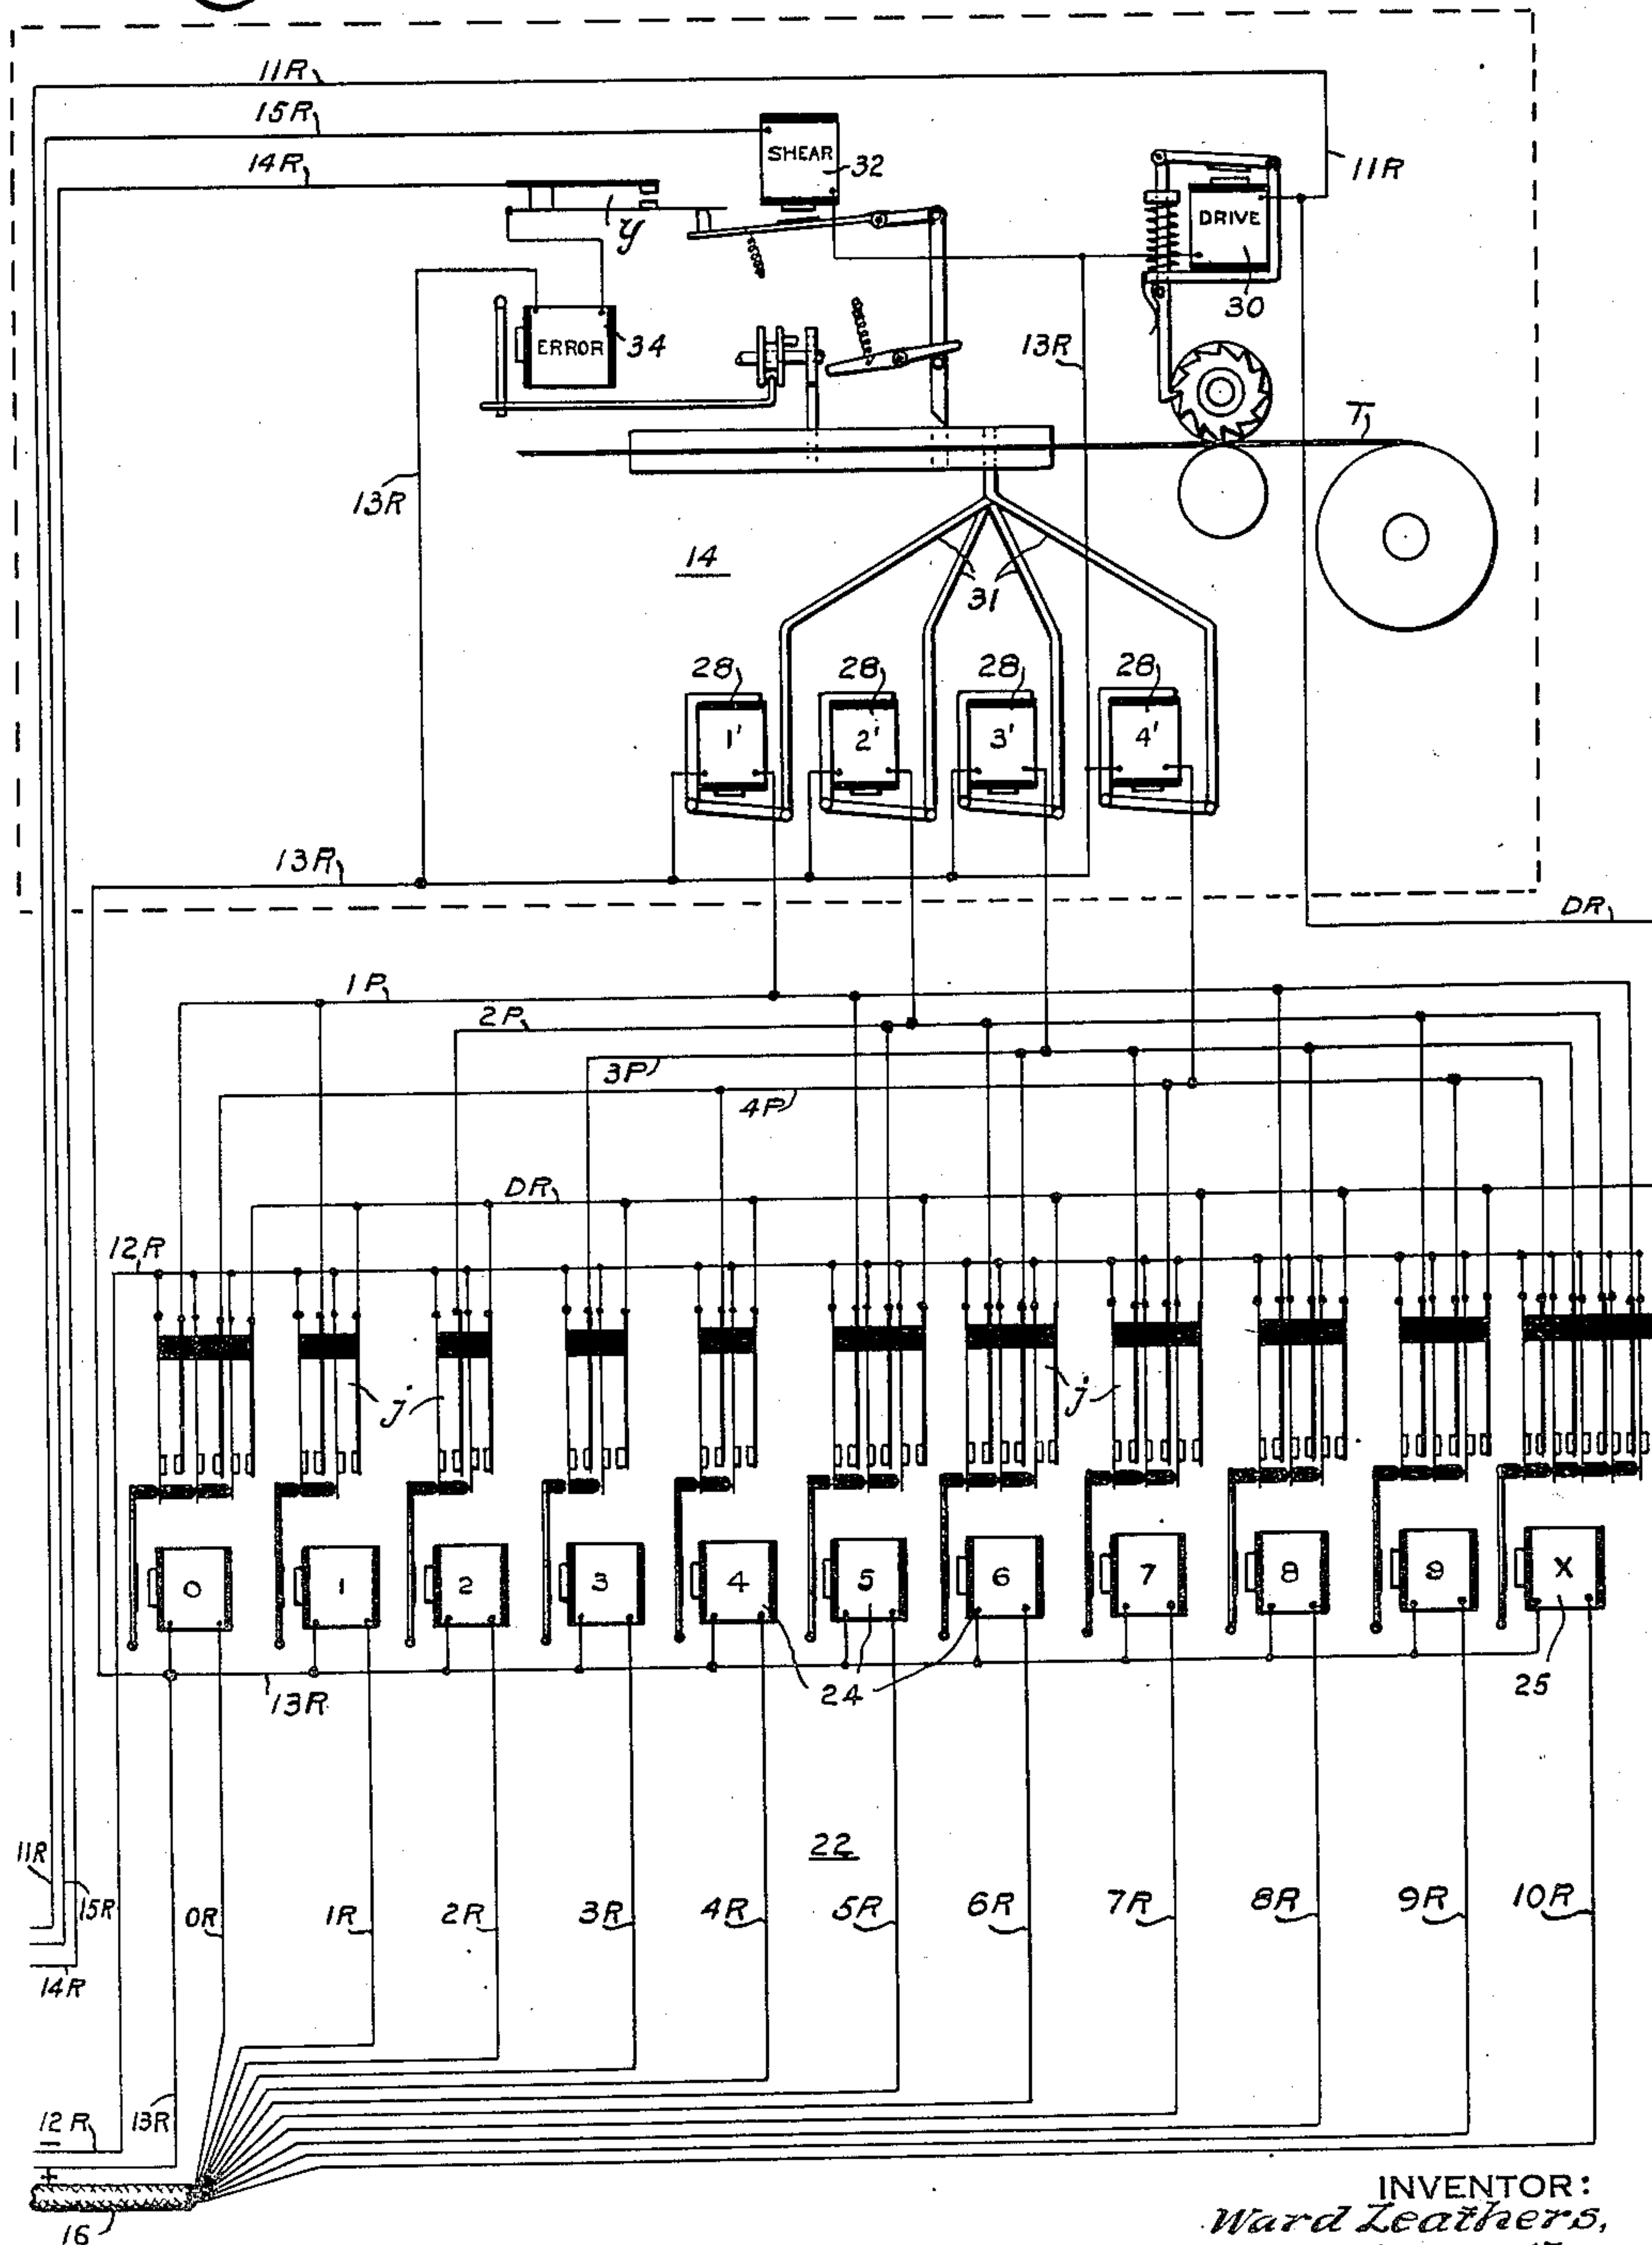 11R
15R
SHEAR
32
14R
11R
DRIVE
y
30
ERROR
34
13R
T
13R
14
31
28 28 28 28
1' 2' 3' 4'
13R
DR
1P
2P
3P
4P
DR
12R
j j
0 1 2 3 4 5 6 7 8 9 X
24
25
13R
22
11R
15R
0R 1R 2R 3R 4R 5R 6R 7R 8R 9R 10R
14R
12R
13R
−
+
16
INVENTOR:
Ward Leathers,